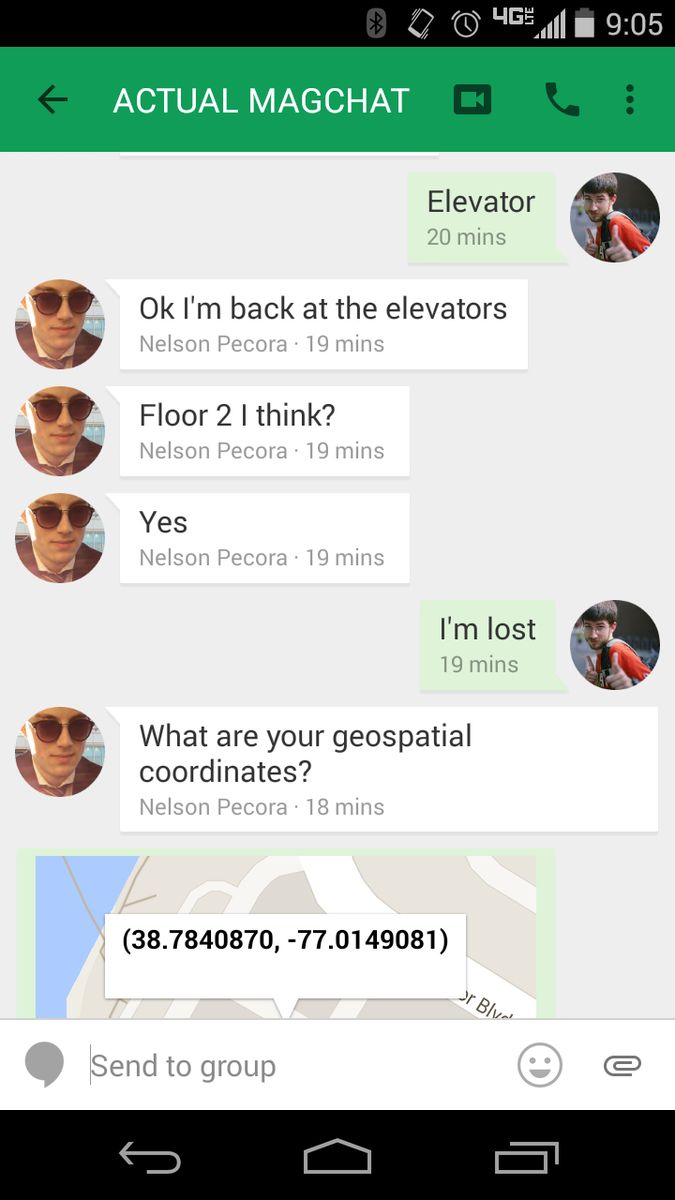 4G LTE 9:05
ACTUAL MAGCHAT
Elevator
20 mins
Ok I'm back at the elevators
Nelson Pecora · 19 mins
Floor 2 I think?
Nelson Pecora · 19 mins
Yes
Nelson Pecora · 19 mins
I'm lost
19 mins
What are your geospatial
coordinates?
Nelson Pecora · 18 mins
(38.7840870, -77.0149081)
or Blvd
Send to group